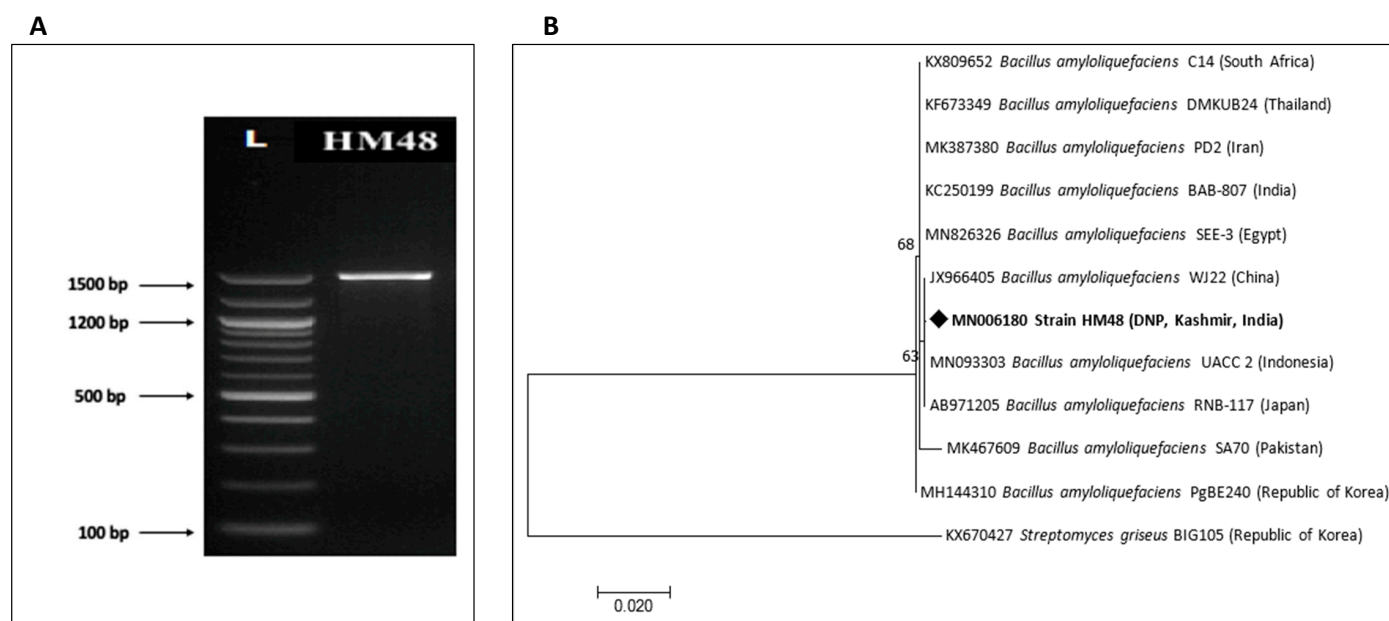 A
L HM48
1500 bp
1200 bp
500 bp
100 bp
B
KX809652 Bacillus amyloliquefaciens C14 (South Africa)
KF673349 Bacillus amyloliquefaciens DMKUB24 (Thailand)
MK387380 Bacillus amyloliquefaciens PD2 (Iran)
KC250199 Bacillus amyloliquefaciens BAB-807 (India)
MN826326 Bacillus amyloliquefaciens SEE-3 (Egypt)
68
JX966405 Bacillus amyloliquefaciens WJ22 (China)
MN006180 Strain HM48 (DNP, Kashmir, India)
63
MN093303 Bacillus amyloliquefaciens UACC 2 (Indonesia)
AB971205 Bacillus amyloliquefaciens RNB-117 (Japan)
MK467609 Bacillus amyloliquefaciens SA70 (Pakistan)
MH144310 Bacillus amyloliquefaciens PgBE240 (Republic of Korea)
KX670427 Streptomyces griseus BIG105 (Republic of Korea)
0.020